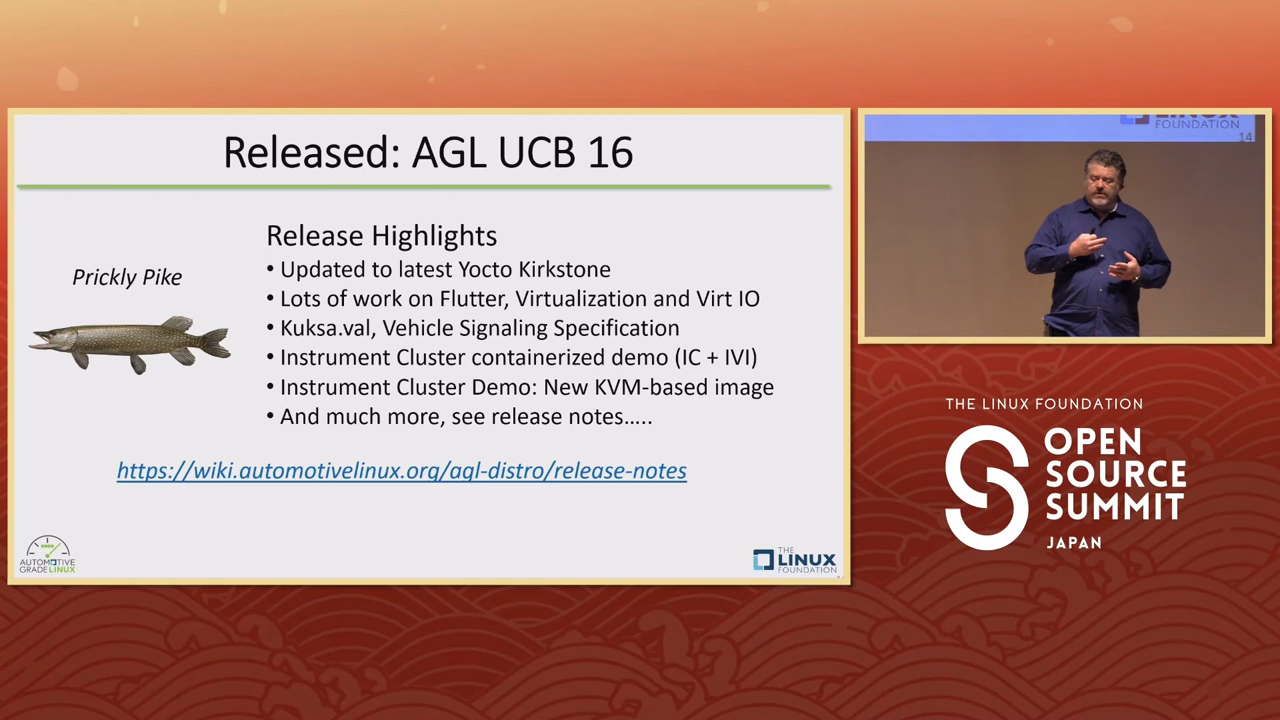 Released: AGL UCB 16
Release Highlights
Prickly Pike
• Updated to latest Yocto Kirkstone
• Lots of work on Flutter, Virtualization and Virt IO
• Kuksa.val, Vehicle Signaling Specification
• Instrument Cluster containerized demo (IC + IVI)
• Instrument Cluster Demo: New KVM-based image
• And much more, see release notes…..
https://wiki.automotivelinux.org/agl-distro/release-notes
AUTOMOTIVE
GRADELINUX
THE
LINUX
FOUNDATION
LINUX
FOUNDATION
14
THE LINUX FOUNDATION
OPEN
SOURCE
SUMMIT
JAPAN